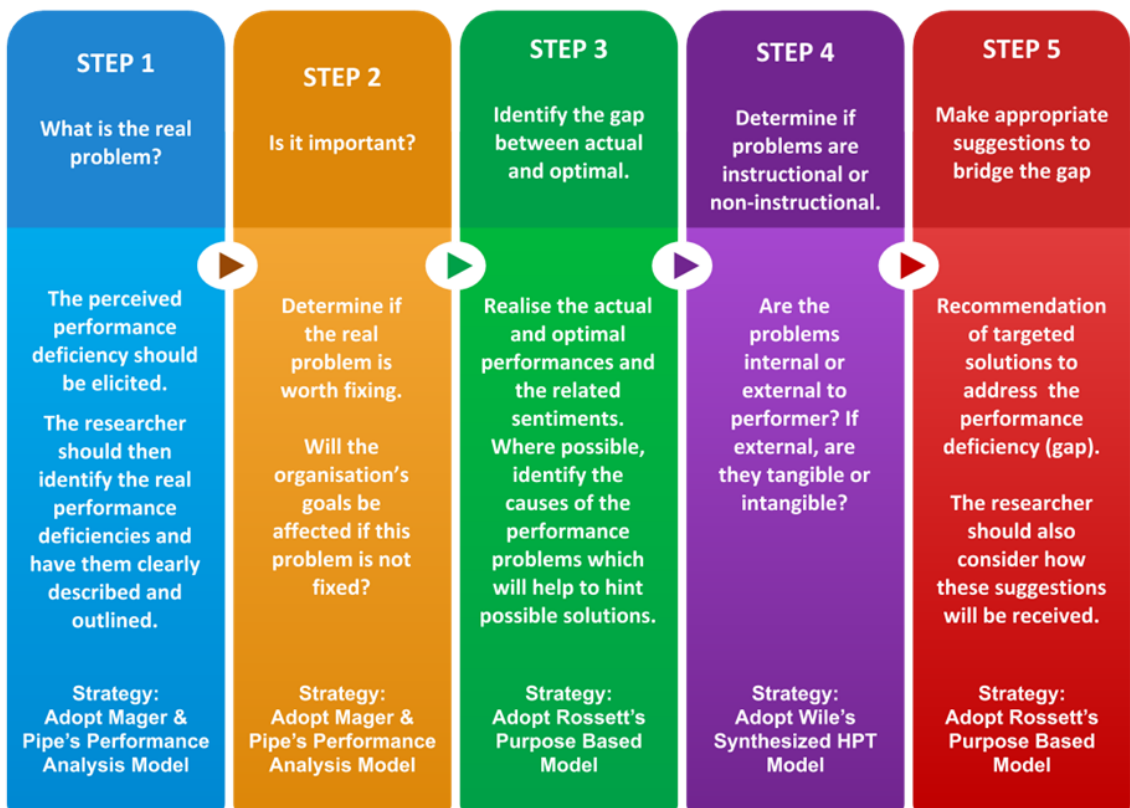 STEP 1
What is the real
problem?
The perceived
performance
deficiency should
be elicited.
The researcher
should then
identify the real
performance
deficiencies and
have them clearly
described and
outlined.
Strategy:
Adopt Mager &
Pipe's Performance
Analysis Model
STEP 2
Is it important?
Determine if
the real
problem is
worth fixing.
Will the
organisation's
goals be
affected if this
problem is not
fixed?
Strategy:
Adopt Mager &
Pipe's Performance
Analysis Model
STEP 3
Identify the gap
between actual
and optimal.
Realise the actual
and optimal
performances and
the related
sentiments.
Where possible,
identify the
causes of the
performance
problems which
will help to hint
possible solutions.
Strategy:
Adopt Rossett's
Purpose Based
Model
STEP 4
Determine if
problems are
instructional or
non-instructional.
Are the
problems
internal or
external to
performer? If
external, are
they tangible or
intangible?
Strategy:
Adopt Wile's
Synthesized HPT
Model
STEP 5
Make appropriate
suggestions to
bridge the gap
Recommendation
of targeted
solutions to
address the
performance
deficiency (gap).
The researcher
should also
consider how
these suggestions
will be received.
Strategy:
Adopt Rossett's
Purpose Based
Model